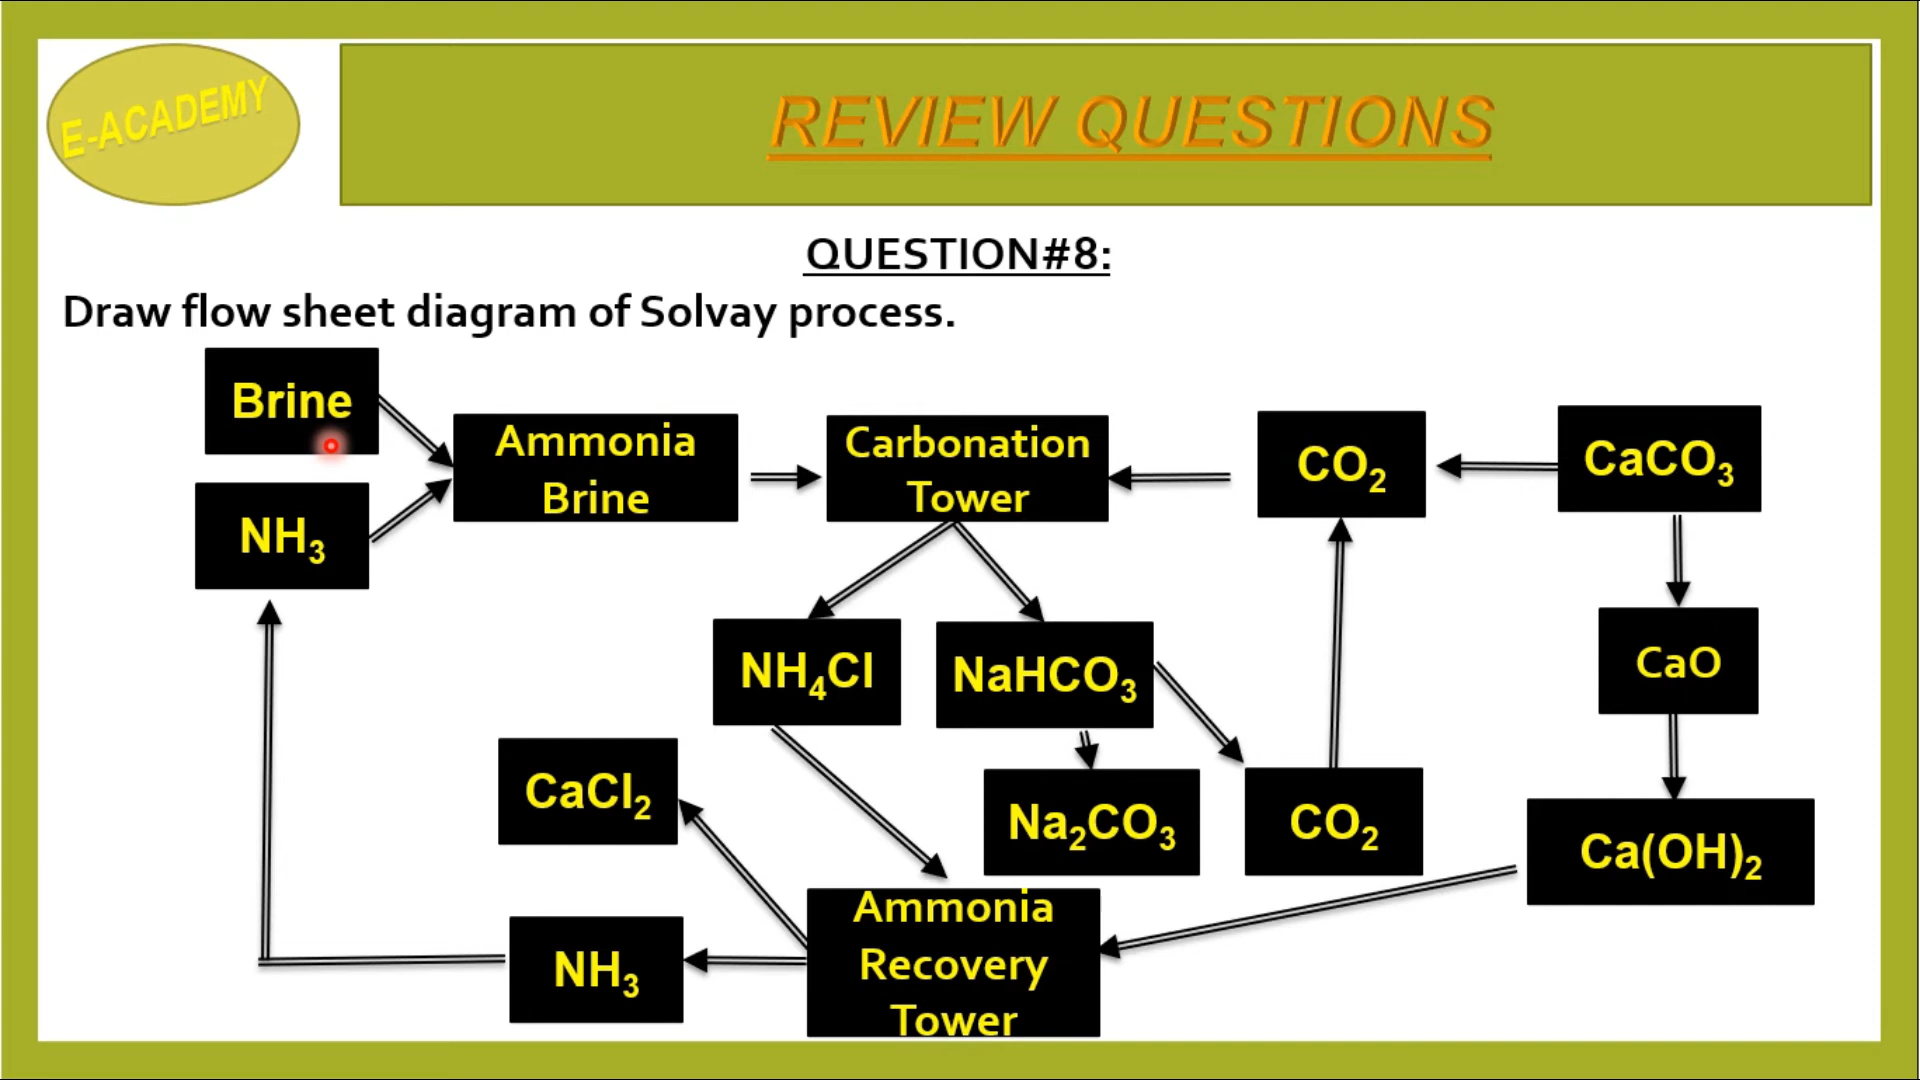 E-ACADEMY
REVIEW QUESTIONS
QUESTION#8:
Draw flow sheet diagram of Solvay process.
Brine
NH₃
Ammonia
Brine
Carbonation
Tower
CO₂
CaCO₃
NH₄Cl
NaHCO₃
CaO
CaCl₂
Na₂CO₃
CO₂
Ca(OH)₂
NH₃
Ammonia
Recovery
Tower